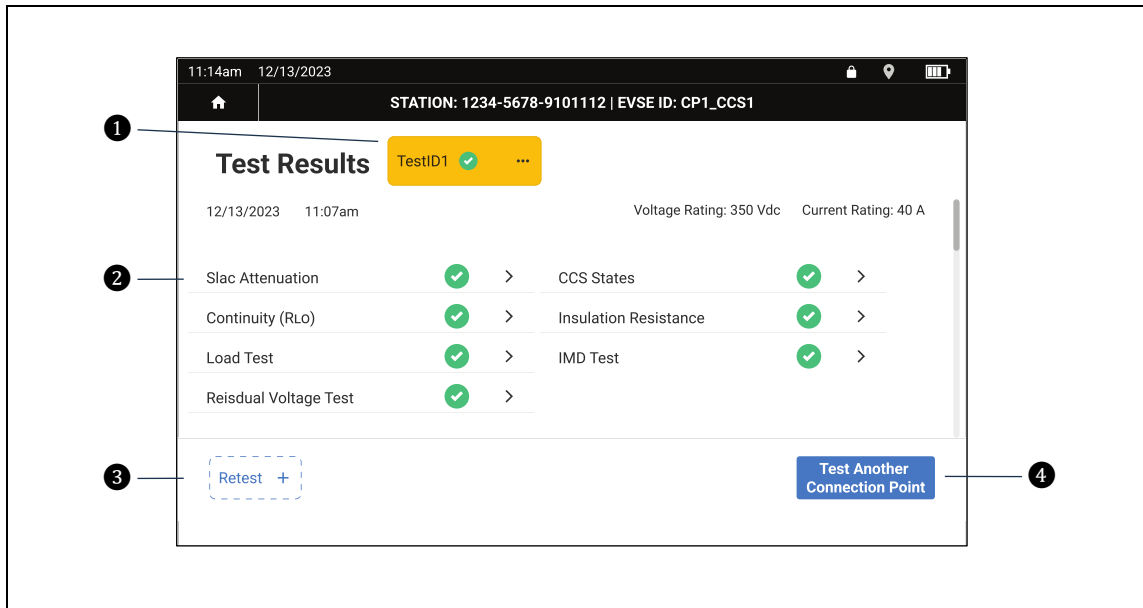 11:14am 12/13/2023
STATION: 1234-5678-9101112 | EVSE ID: CP1_CCS1
1
Test Results
TestID1 ...
12/13/2023 11:07am
Voltage Rating: 350 Vdc Current Rating: 40 A
2
Slac Attenuation
CCS States
Continuity (RLO)
Insulation Resistance
Load Test
IMD Test
Reisdual Voltage Test
3
Retest +
Test Another
Connection Point
4